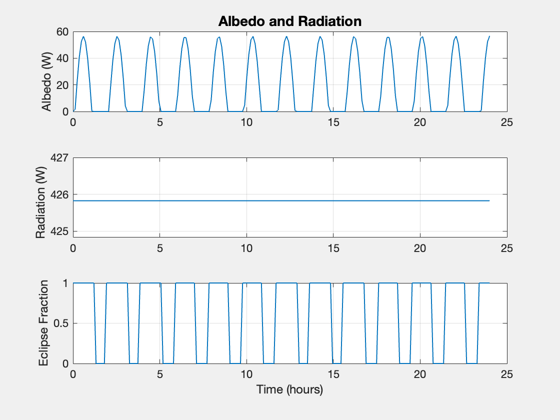 Albedo and Radiation
60
40
20
0
Albedo (W)
0 5 10 15 20 25
427
426
425
Radiation (W)
0 5 10 15 20 25
1
0.5
0
Eclipse Fraction
0 5 10 15 20 25
Time (hours)